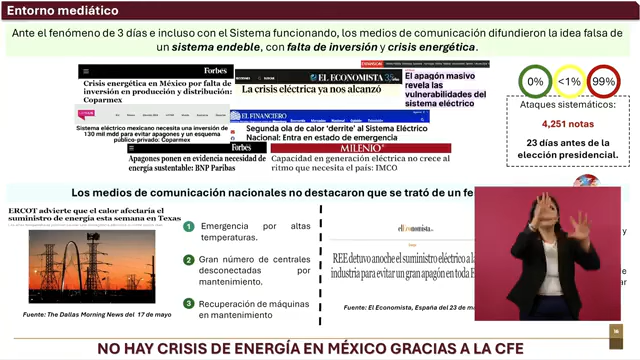 Entorno mediático
Ante el fenómeno de 3 días e incluso con el Sistema funcionando, los medios de comunicación difundieron la idea falsa de
un sistema endeble, con falta de inversión y crisis energética.
Forbes
Crisis energética en México por falta de
inversión en producción y distribución:
Coparmex
EL ECONOMISTA
La crisis eléctrica ya nos alcanzó
El apagón masivo
revela las
vulnerabilidades del
sistema eléctrico
Sistema eléctrico mexicano necesita una inversión de
130 mil mdd para evitar apagones y un esquema
público-privado: Coparmex
EL FINANCIERO
Segunda ola de calor ‘derrite’ al Sistema Eléctrico
Nacional: Entra en estado de emergencia
Forbes
Apagones ponen en evidencia necesidad de
energía sustentable: BNP Paribas
MILENIO
Capacidad en generación eléctrica no crece al
ritmo que necesita el país: IMCO
0%
<1%
99%
Ataques sistemáticos:
4,251 notas
23 días antes de la
elección presidencial.
Los medios de comunicación nacionales no destacaron que se trató de un fe
ERCOT advierte que el calor afectaría el
suministro de energía esta semana en Texas
Fuente: The Dallas Morning News del 17 de mayo
1 Emergencia por altas
temperaturas.
2 Gran número de centrales
desconectadas por
mantenimiento.
3 Recuperación de máquinas
en mantenimiento
elEconomista.es
REE detuvo anoche el suministro eléctrico a la
industria para evitar un gran apagón en toda
Fuente: El Economista, España del 23 de
NO HAY CRISIS DE ENERGÍA EN MÉXICO GRACIAS A LA CFE